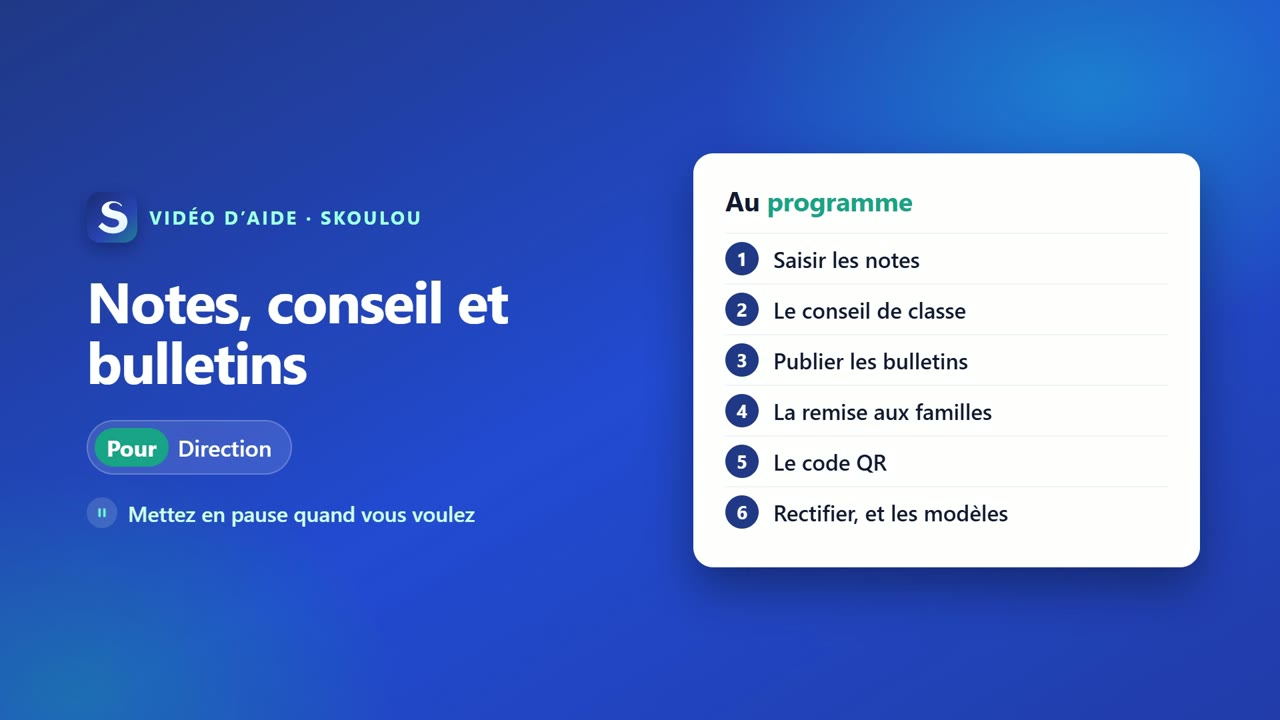 S
VIDÉO D’AIDE · SKOULOU
Notes, conseil et
bulletins
Pour Direction
Mettez en pause quand vous voulez
Au programme
1 Saisir les notes
2 Le conseil de classe
3 Publier les bulletins
4 La remise aux familles
5 Le code QR
6 Rectifier, et les modèles